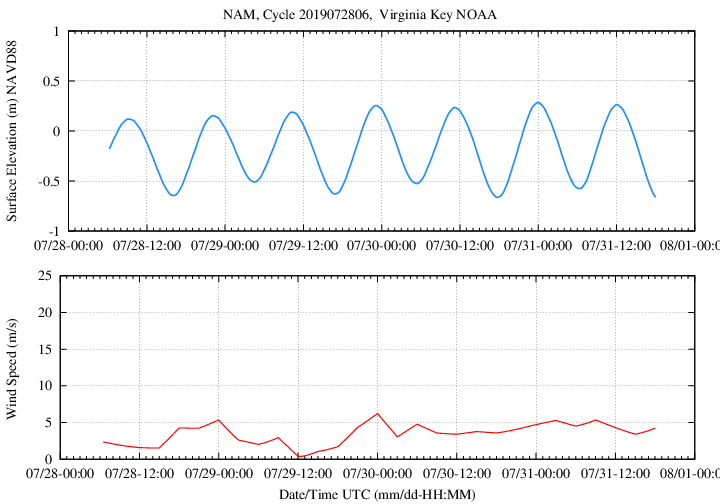 NAM, Cycle 2019072806,  Virginia Key NOAA
Surface Elevation (m) NAVD88
1
0.5
0
-0.5
-1
07/28-00:00 07/28-12:00 07/29-00:00 07/29-12:00 07/30-00:00 07/30-12:00 07/31-00:00 07/31-12:00 08/01-00:00
Wind Speed (m/s)
25
20
15
10
5
0
07/28-00:00 07/28-12:00 07/29-00:00 07/29-12:00 07/30-00:00 07/30-12:00 07/31-00:00 07/31-12:00 08/01-00:00
Date/Time UTC (mm/dd-HH:MM)